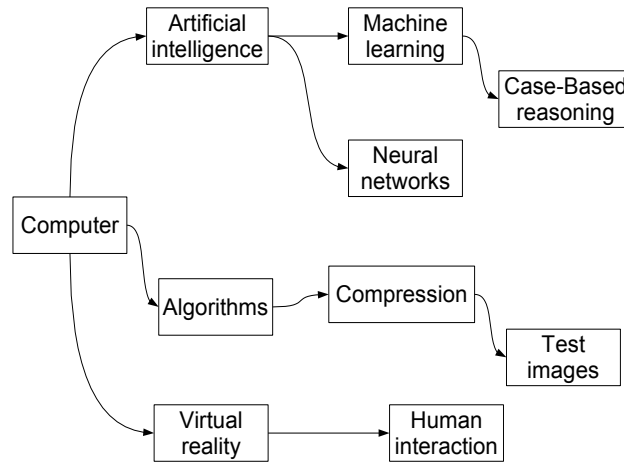 Artificial
intelligence
Machine
learning
Case-Based
reasoning
Neural
networks
Computer
Algorithms
Compression
Test
images
Virtual
reality
Human
interaction